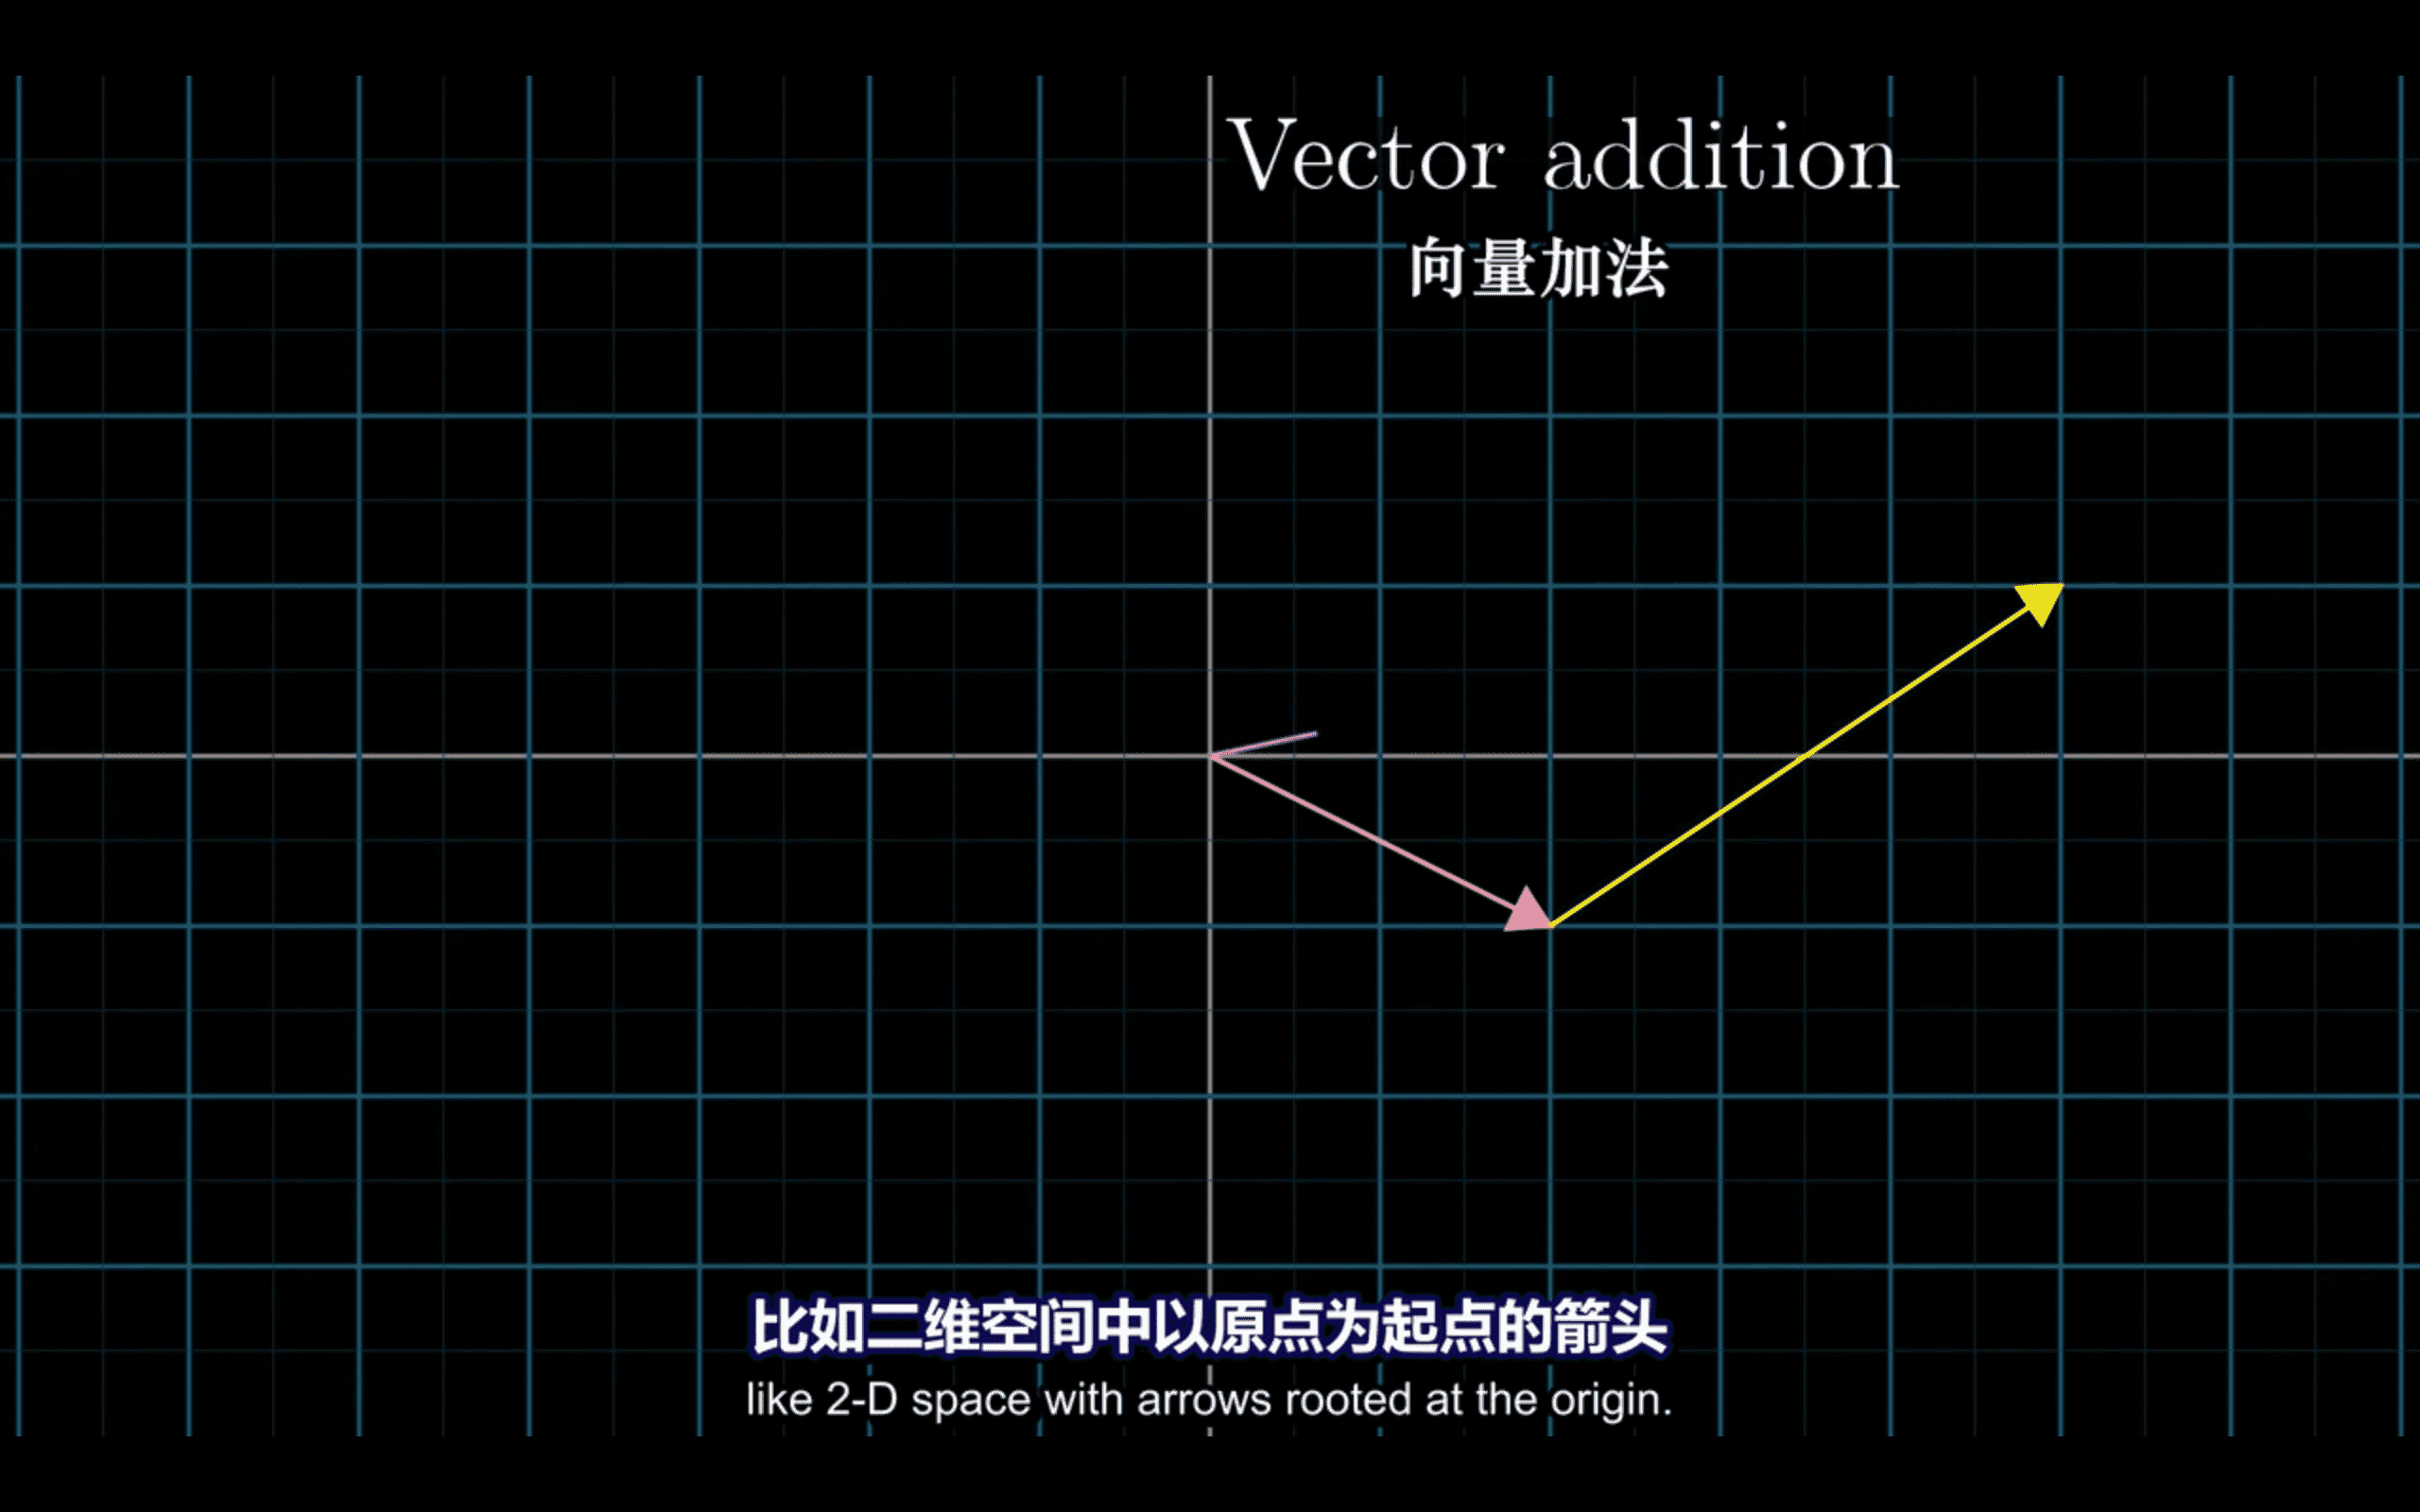 Vector addition
向量加法
比如二维空间中以原点为起点的箭头
like 2-D space with arrows rooted at the origin.